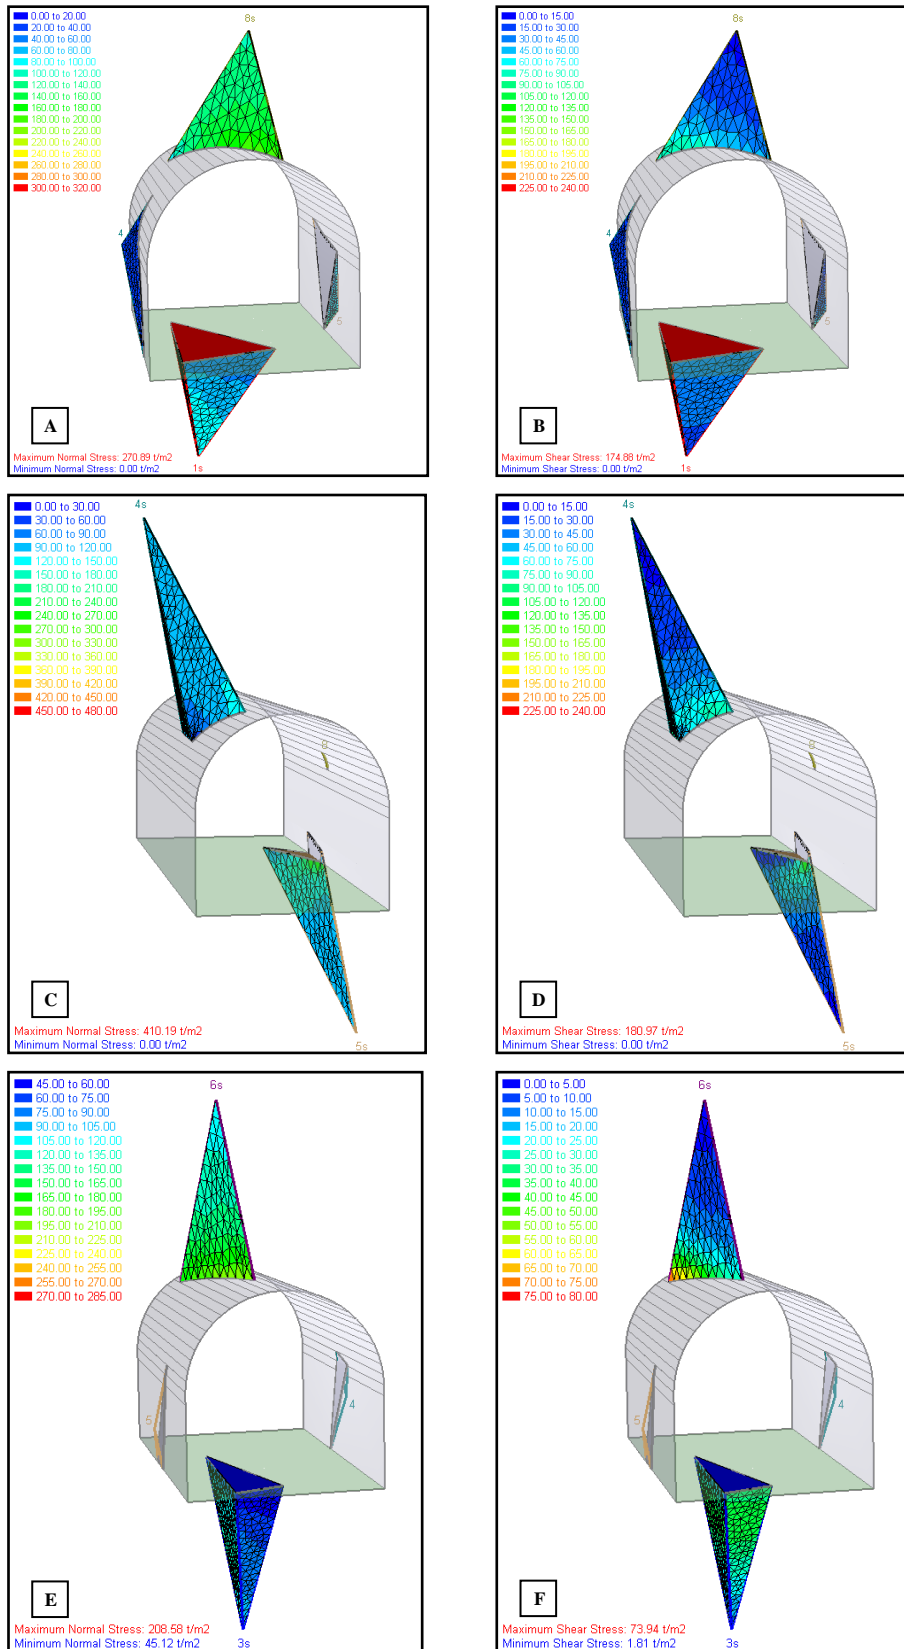 0.00 to 20.00
20.00 to 40.00
40.00 to 60.00
60.00 to 80.00
80.00 to 100.00
100.00 to 120.00
120.00 to 140.00
140.00 to 160.00
160.00 to 180.00
180.00 to 200.00
200.00 to 220.00
220.00 to 240.00
240.00 to 260.00
260.00 to 280.00
280.00 to 300.00
300.00 to 320.00
8s
4
5
A
Maximum Normal Stress: 270.89 t/m2
Minimum Normal Stress: 0.00 t/m2
1s
0.00 to 15.00
15.00 to 30.00
30.00 to 45.00
45.00 to 60.00
60.00 to 75.00
75.00 to 90.00
90.00 to 105.00
105.00 to 120.00
120.00 to 135.00
135.00 to 150.00
150.00 to 165.00
165.00 to 180.00
180.00 to 195.00
195.00 to 210.00
210.00 to 225.00
225.00 to 240.00
8s
4
5
B
Maximum Shear Stress: 174.88 t/m2
Minimum Shear Stress: 0.00 t/m2
1s
0.00 to 30.00
30.00 to 60.00
60.00 to 90.00
90.00 to 120.00
120.00 to 150.00
150.00 to 180.00
180.00 to 210.00
210.00 to 240.00
240.00 to 270.00
270.00 to 300.00
300.00 to 330.00
330.00 to 360.00
360.00 to 390.00
390.00 to 420.00
420.00 to 450.00
450.00 to 480.00
4s
8
C
Maximum Normal Stress: 410.19 t/m2
Minimum Normal Stress: 0.00 t/m2
5s
0.00 to 15.00
15.00 to 30.00
30.00 to 45.00
45.00 to 60.00
60.00 to 75.00
75.00 to 90.00
90.00 to 105.00
105.00 to 120.00
120.00 to 135.00
135.00 to 150.00
150.00 to 165.00
165.00 to 180.00
180.00 to 195.00
195.00 to 210.00
210.00 to 225.00
225.00 to 240.00
4s
8
D
Maximum Shear Stress: 180.97 t/m2
Minimum Shear Stress: 0.00 t/m2
5s
45.00 to 60.00
60.00 to 75.00
75.00 to 90.00
90.00 to 105.00
105.00 to 120.00
120.00 to 135.00
135.00 to 150.00
150.00 to 165.00
165.00 to 180.00
180.00 to 195.00
195.00 to 210.00
210.00 to 225.00
225.00 to 240.00
240.00 to 255.00
255.00 to 270.00
270.00 to 285.00
6s
5
4
E
Maximum Normal Stress: 208.58 t/m2
Minimum Normal Stress: 45.12 t/m2
3s
0.00 to 5.00
5.00 to 10.00
10.00 to 15.00
15.00 to 20.00
20.00 to 25.00
25.00 to 30.00
30.00 to 35.00
35.00 to 40.00
40.00 to 45.00
45.00 to 50.00
50.00 to 55.00
55.00 to 60.00
60.00 to 65.00
65.00 to 70.00
70.00 to 75.00
75.00 to 80.00
6s
5
4
F
Maximum Shear Stress: 73.94 t/m2
Minimum Shear Stress: 1.81 t/m2
3s